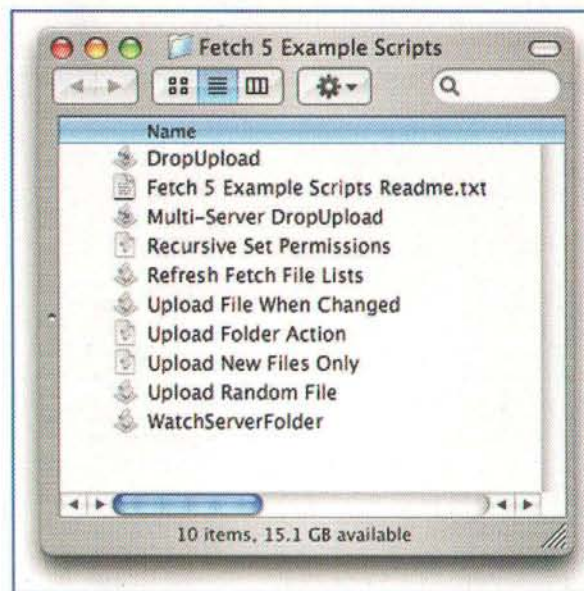 Fetch 5 Example Scripts
Name
DropUpload
Fetch 5 Example Scripts Readme.txt
Multi-Server DropUpload
Recursive Set Permissions
Refresh Fetch File Lists
Upload File When Changed
Upload Folder Action
Upload New Files Only
Upload Random File
WatchServerFolder
10 items, 15.1 GB available